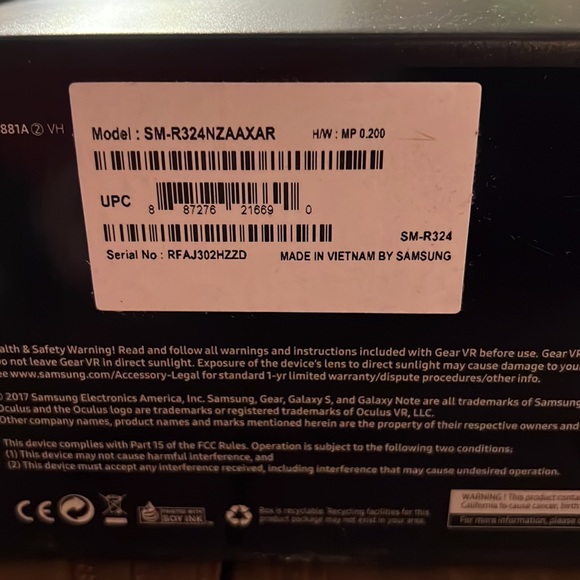 881A ② VH
Model : SM-R324NZAAXAR H/W : MP 0.200
UPC
8 87276 21669 0
SM-R324
Serial No : RFAJ302HZZD MADE IN VIETNAM BY SAMSUNG
alth & Safety Warning! Read and follow all warnings and instructions included with Gear VR before use. Gear VR
o not leave Gear VR in direct sunlight. Exposure of the device's lens to direct sunlight may cause damage to your
ee www.samsung.com/Accessory-Legal for standard 1-yr limited warranty/dispute procedures/other info.
© 2017 Samsung Electronics America, Inc. Samsung, Gear, Galaxy S, and Galaxy Note are all trademarks of Samsung
Oculus and the Oculus logo are trademarks or registered trademarks of Oculus VR, LLC.
Other company names, product names and marks mentioned herein are the property of their respective owners and
This device complies with Part 15 of the FCC Rules. Operation is subject to the following two conditions:
(1) This device may not cause harmful interference, and
(2) This device must accept any interference received, including interference that may cause undesired operation.
CE
PRINTED WITH
SOY INK
Box is recyclable. Recycling facilities for this
product package may not exist in your area.
WARNING ! This product conta
California to cause cancer, birth
For more information, please